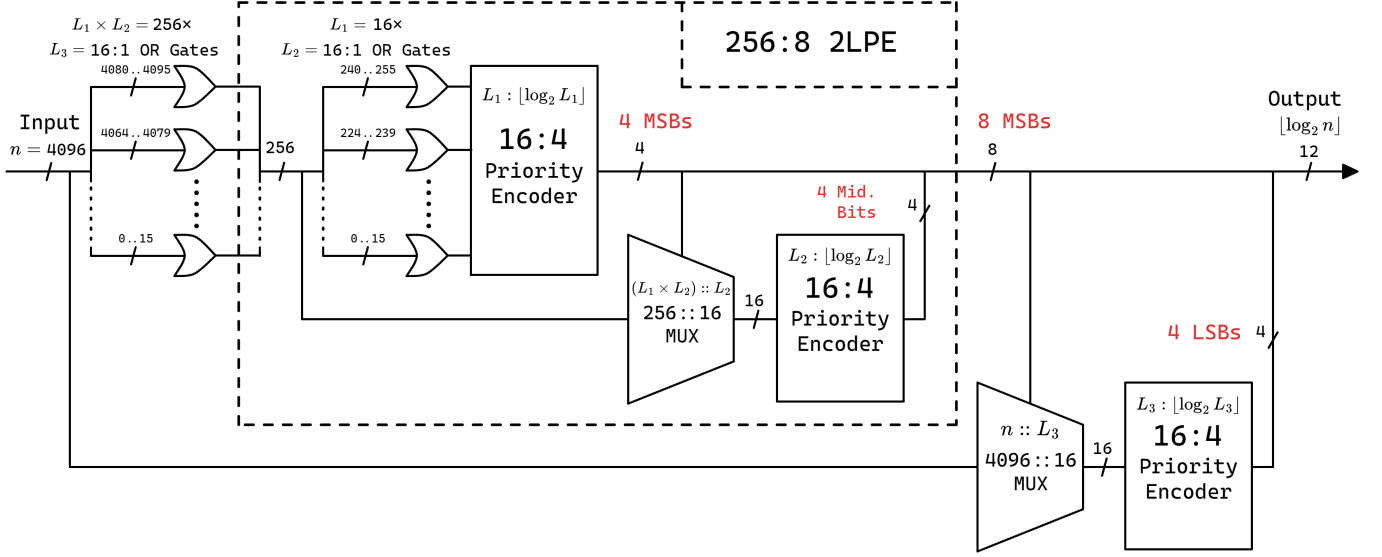 L₁ × L₂ = 256×
L₃ = 16:1 OR Gates
4080..4095
4064..4079
0..15
Input
n = 4096
256
L₁ = 16×
L₂ = 16:1 OR Gates
240..255
224..239
0..15
L₁ : ⌊log₂ L₁⌋
16:4
Priority
Encoder
256:8 2LPE
4 MSBs
4
(L₁ × L₂) :: L₂
256::16
MUX
16
L₂ : ⌊log₂ L₂⌋
16:4
Priority
Encoder
4 Mid.
Bits
4
8 MSBs
8
n :: L₃
4096::16
MUX
16
L₃ : ⌊log₂ L₃⌋
16:4
Priority
Encoder
4 LSBs
4
Output
⌊log₂ n⌋
12